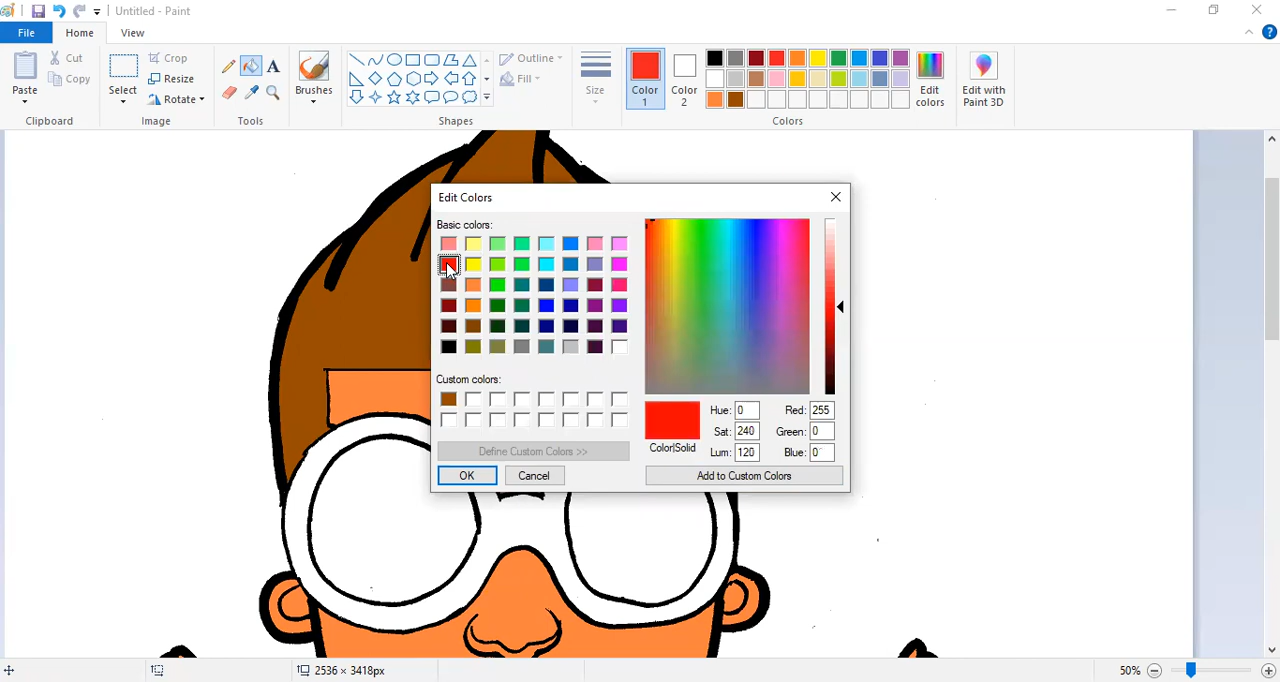 Untitled - Paint
File Home View
Paste Cut Copy
Select Crop Resize Rotate
A
Brushes
Outline Fill
Size
Color 1
Color 2
Edit colors
Edit with Paint 3D
Clipboard Image Tools Shapes Colors
Edit Colors
Basic colors:
Custom colors:
Define Custom Colors >>
OK Cancel
Color|Solid
Hue: 0 Red: 255
Sat: 240 Green: 0
Lum: 120 Blue: 0
Add to Custom Colors
2536 × 3418px 50%